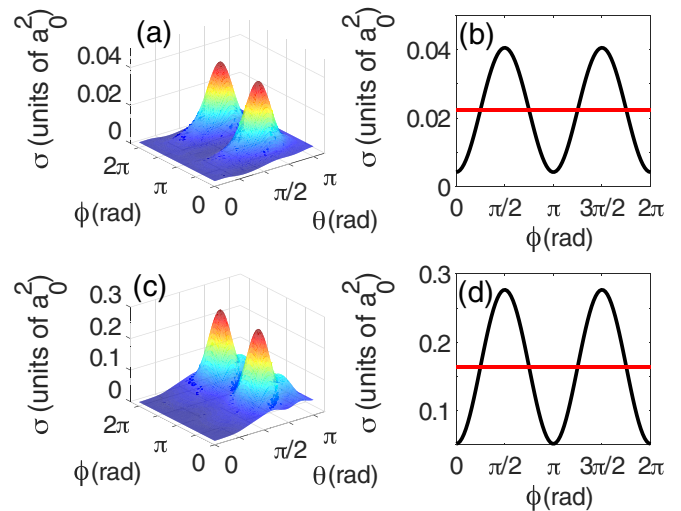 (a)
σ (units of a₀²)
0.04
0.02
0
2π
π
0
ϕ(rad)
0
π/2
π
θ(rad)
(b)
σ (units of a₀²)
0.04
0.02
0
0 π/2 π 3π/2 2π
ϕ(rad)
(c)
σ (units of a₀²)
0.3
0.2
0.1
0
2π
π
0
ϕ(rad)
0
π/2
π
θ(rad)
(d)
σ (units of a₀²)
0.3
0.2
0.1
0 π/2 π 3π/2 2π
ϕ(rad)